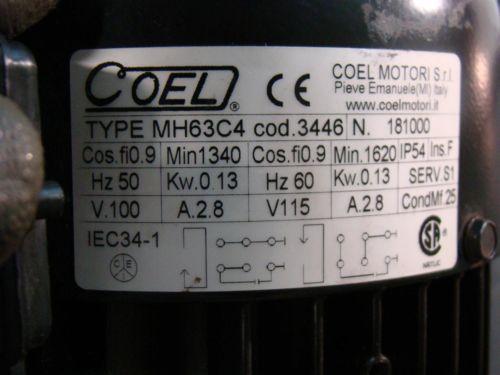 COEL ® CE COEL MOTORI S.r.l.
Pieve Emanuele(MI) Italy
www.coelmotori.it
TYPE MH63C4 cod.3446 N. 181000
Cos.fi0.9 Min1340 Cos.fi0.9 Min.1620 IP54 Ins.F
Hz 50 Kw.0.13 Hz 60 Kw.0.13 SERV.S1
V.100 A.2.8 V115 A.2.8 CondMf.25
IEC34-1